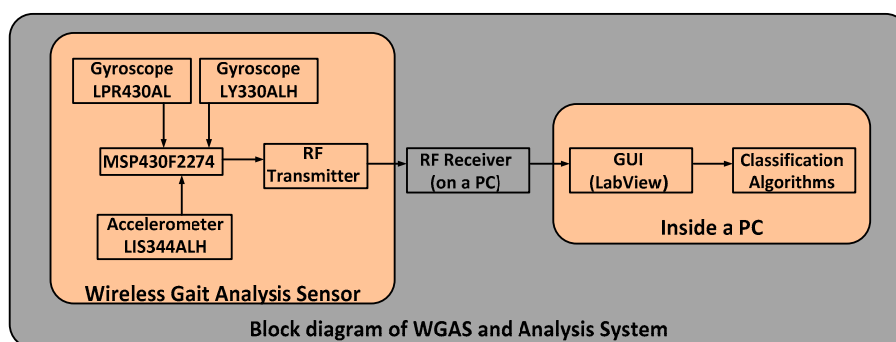 Gyroscope
LPR430AL
Gyroscope
LY330ALH
MSP430F2274
RF
Transmitter
Accelerometer
LIS344ALH
Wireless Gait Analysis Sensor
RF Receiver
(on a PC)
GUI
(LabView)
Classification
Algorithms
Inside a PC
Block diagram of WGAS and Analysis System